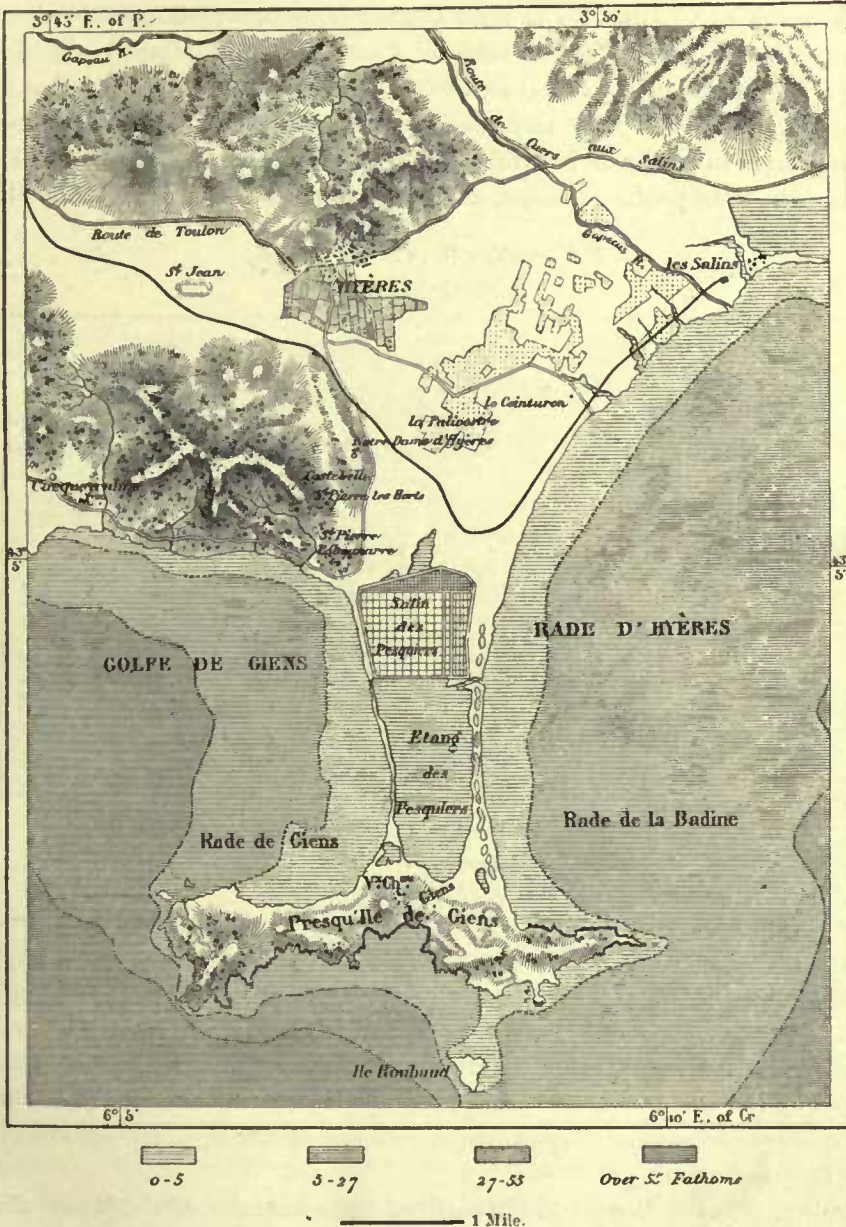 3° 45' E. of P.
3° 50'
Gapeau R.
Route de Cuers aux Salins
Route de Toulon
St Jean
HYÈRES
Gapeau R.
les Salins
le Ceinturon
la Palivestre
Notre Dame d'Hyères
Costebelle
St Pierre les Horts
St Pierre
43°
5'
43°
5'
Salin
des
Pesquiers
RADE D'HYÈRES
GOLFE DE GIENS
Etang
des
Pesquiers
Rade de Giens
Rade de la Badine
Vx Chau
Giens
Presqu'Ile de Giens
Ile Roubaud
6° 5'
6° 10' E. of Gr
0-5
5-27
27-55
Over 55 Fathoms
1 Mile.